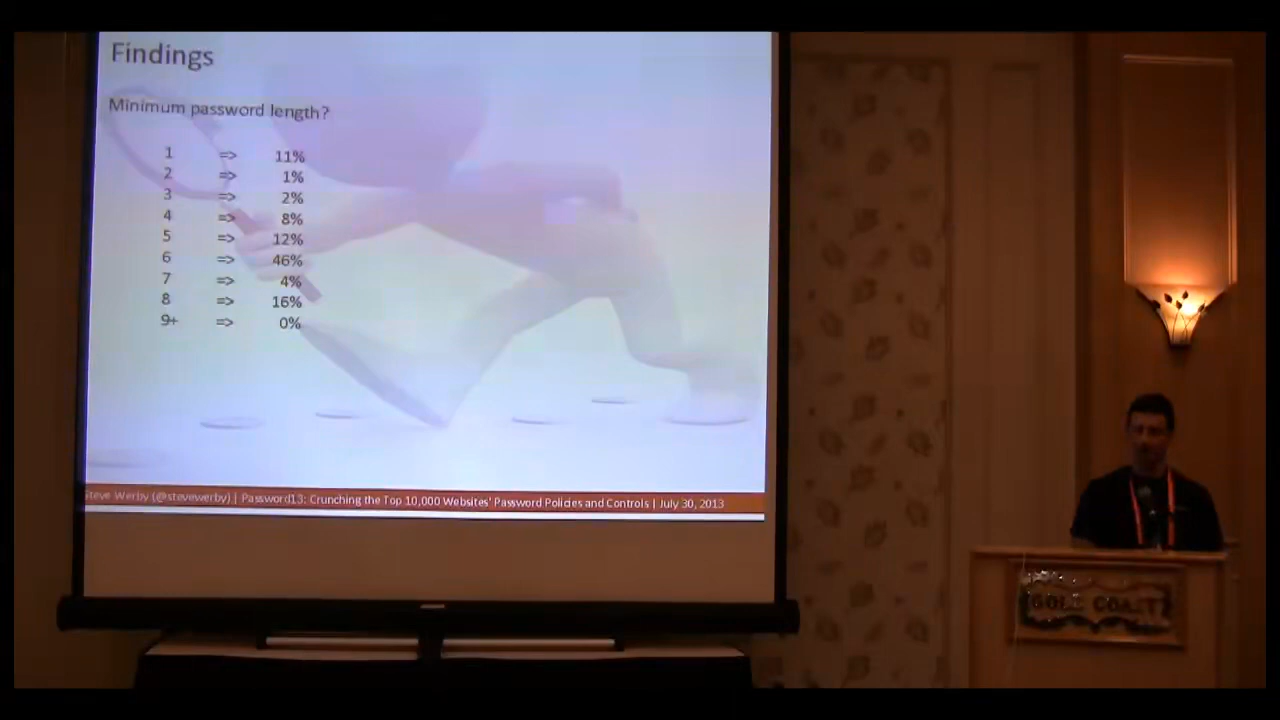 Findings
Minimum password length?
1 => 11%
2 => 1%
3 => 2%
4 => 8%
5 => 12%
6 => 46%
7 => 4%
8 => 16%
9+ => 0%
Steve Werby (@stevewerby) | Password13: Crunching the Top 10,000 Websites' Password Policies and Controls | July 30, 2013
GOLD COAST